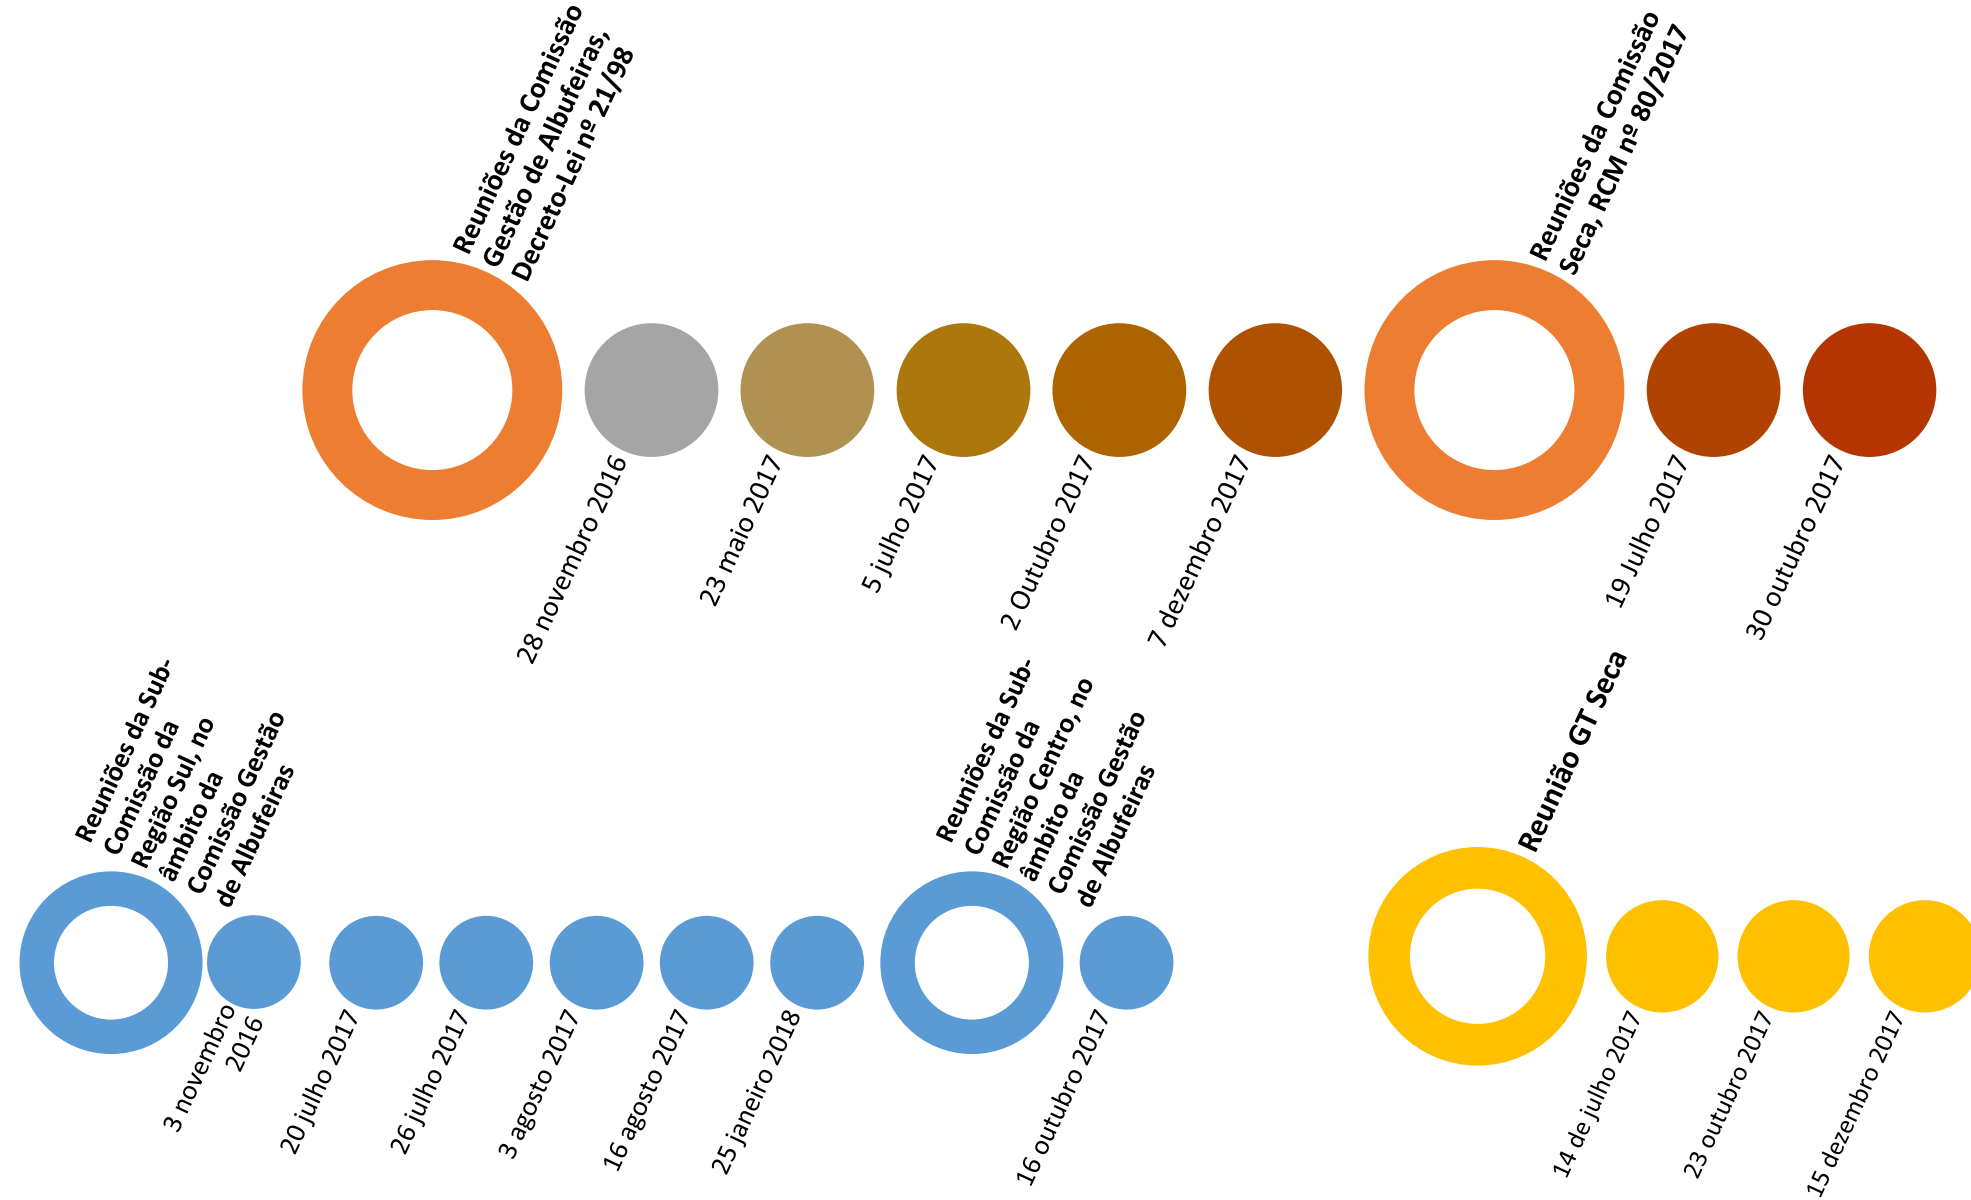 Reuniões da Comissão
Gestão de Albufeiras,
Decreto-Lei nº 21/98
28 novembro 2016
23 maio 2017
5 julho 2017
2 Outubro 2017
7 dezembro 2017
Reuniões da Comissão
Seca, RCM nº 80/2017
19 Julho 2017
30 outubro 2017
Reuniões da Sub-
Comissão da
Região Sul, no
âmbito da
Comissão Gestão
de Albufeiras
3 novembro
2016
20 julho 2017
26 julho 2017
3 agosto 2017
16 agosto 2017
25 janeiro 2018
Reuniões da Sub-
Comissão da
Região Centro, no
âmbito da
Comissão Gestão
de Albufeiras
16 outubro 2017
Reunião GT Seca
14 de julho 2017
23 outubro 2017
15 dezembro 2017